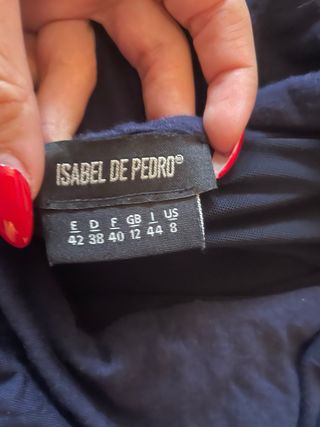 ISABEL DE PEDRO®
E D F GB I US
42 38 40 12 44 8